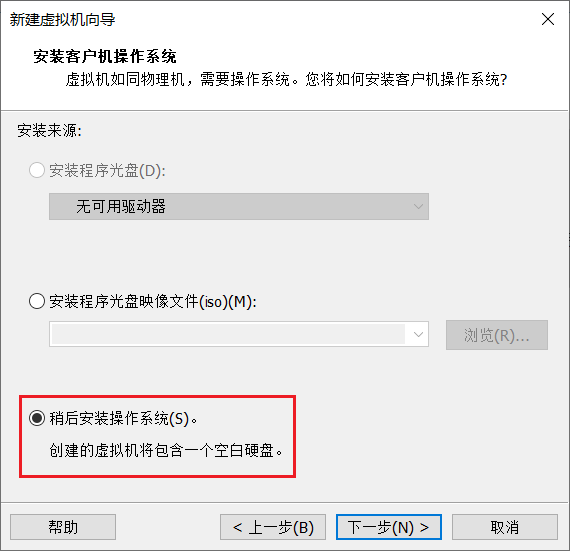 新建虚拟机向导
安装客户机操作系统
虚拟机如同物理机，需要操作系统。您将如何安装客户机操作系统?
安装来源:
安装程序光盘(D):
无可用驱动器
安装程序光盘映像文件(iso)(M):
浏览(R)...
稍后安装操作系统(S)。
创建的虚拟机将包含一个空白硬盘。
帮助
< 上一步(B)
下一步(N) >
取消